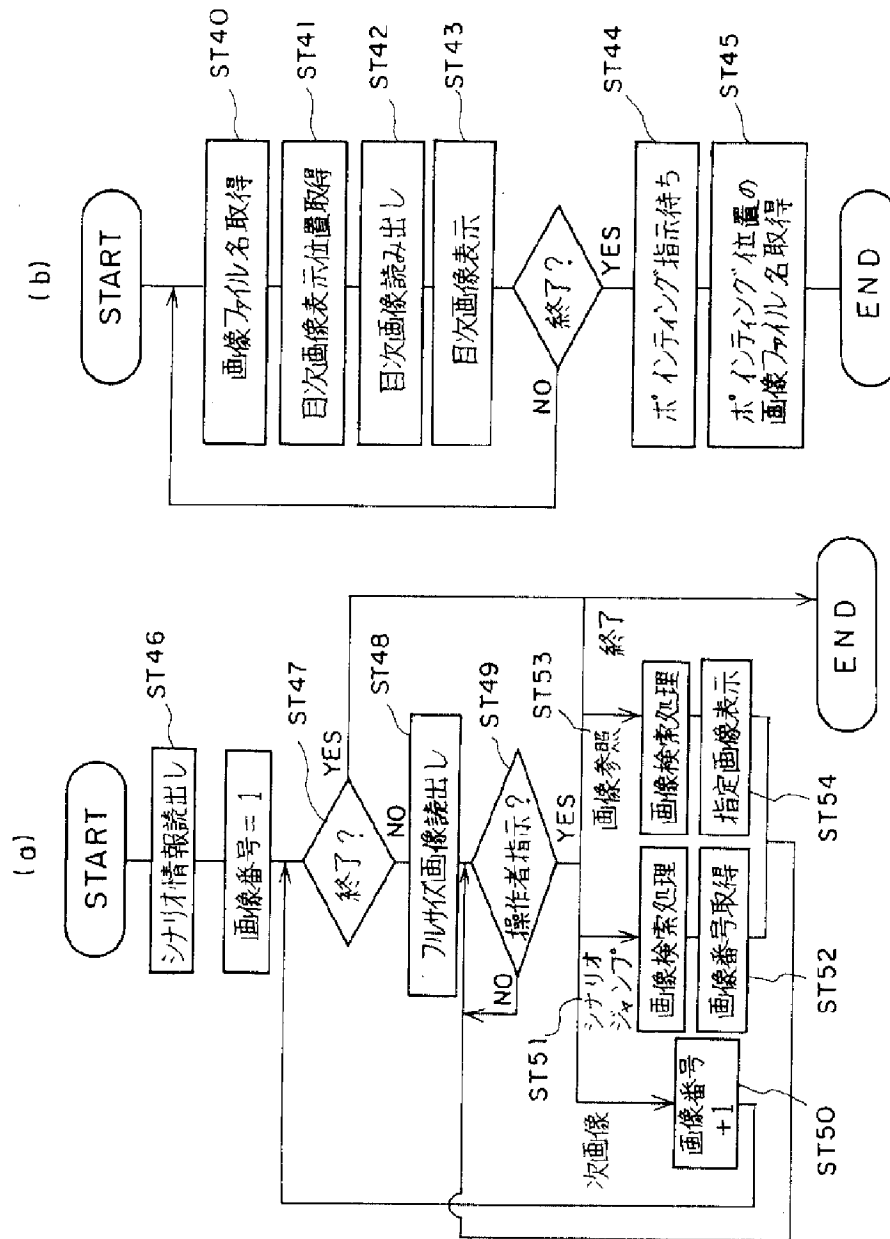 (a)
START
シナリオ情報読出し
ST46
画像番号=1
終了?
ST47
YES
NO
フルサイズ画像読出し
ST48
操作者指示?
ST49
NO
YES
次画像
ST51
シナリオ
ジャンプ
画像参照
ST53
終了
画像番号
+1
ST50
画像検索処理
画像番号取得
ST52
画像検索処理
指定画像表示
ST54
END
(b)
START
画像ファイル名取得
ST40
目次画像表示位置取得
ST41
目次画像読み出し
ST42
目次画像表示
ST43
終了?
NO
YES
ポインティング指示待ち
ST44
ポインティング位置の
画像ファイル名取得
ST45
END